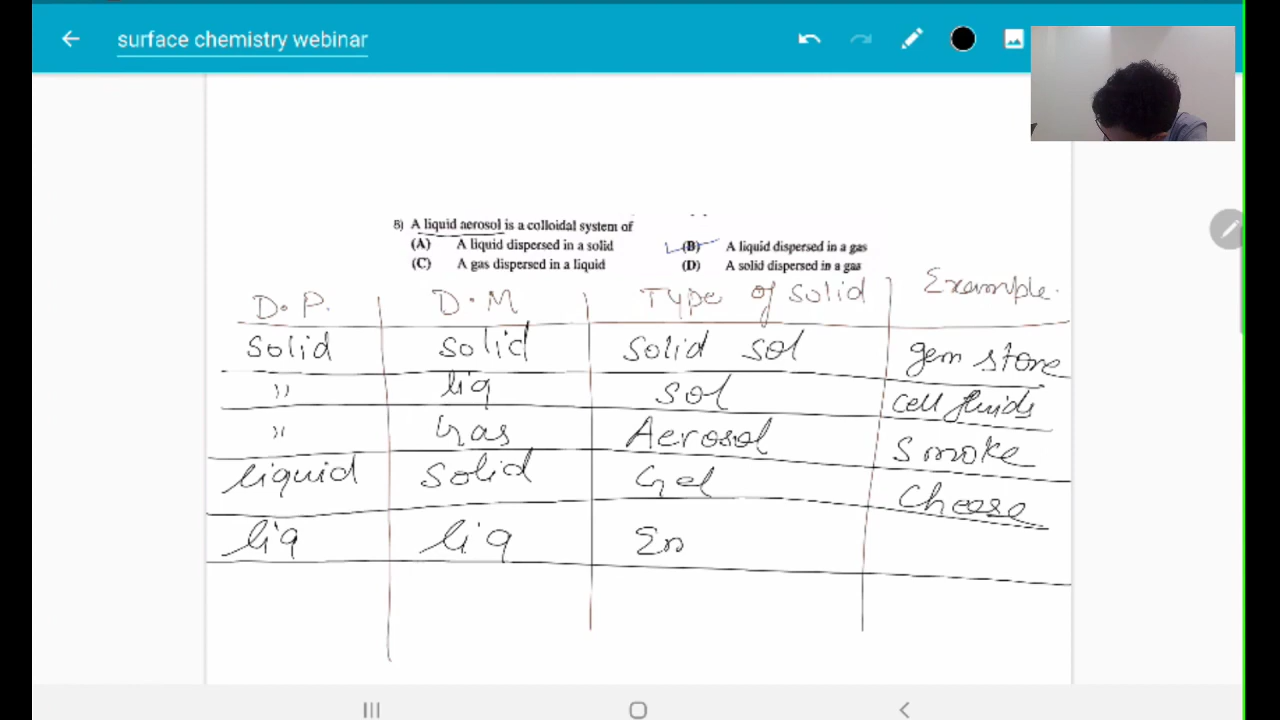 surface chemistry webinar
8) A liquid aerosol is a colloidal system of
(A) A liquid dispersed in a solid (B) A liquid dispersed in a gas
(C) A gas dispersed in a liquid (D) A solid dispersed in a gas
D.P. D.M Type of solid Example.
Solid solid solid sol gem stone
" liq sol cell fluids
" Gas Aerosol smoke
liquid solid Gel Cheese
liq liq Em